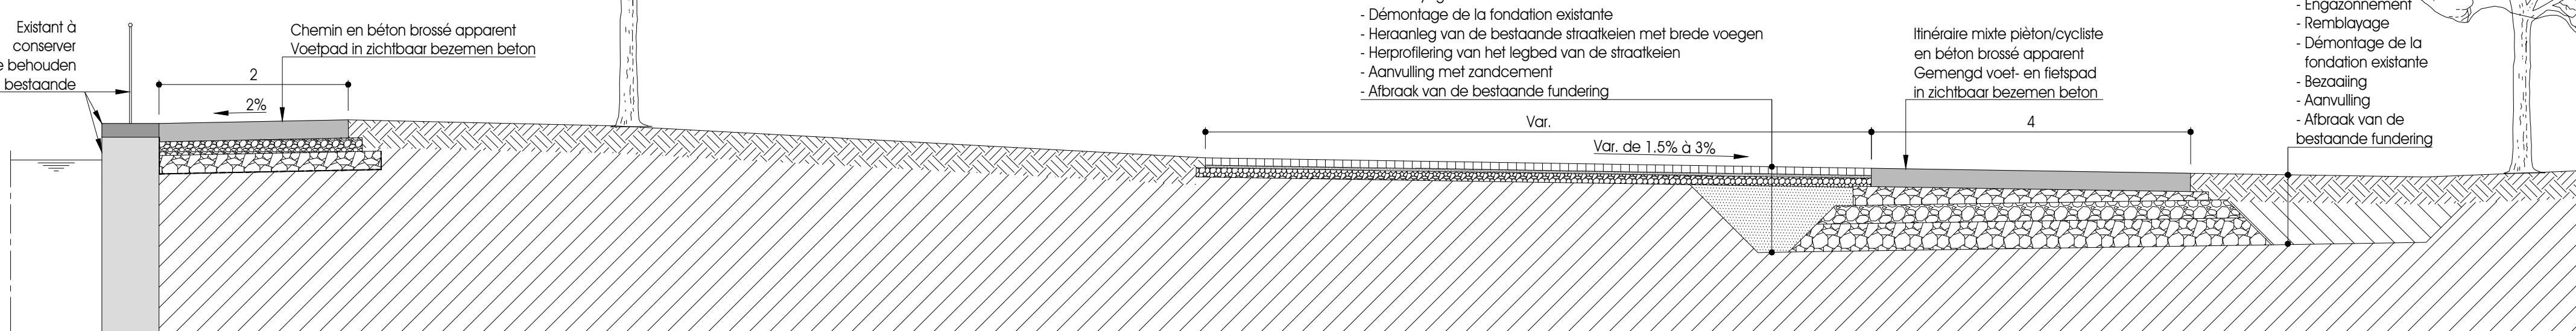 Existant à
conserver
behouden
bestaande
2
2%
Chemin en béton brossé apparent
Voetpad in zichtbaar bezemen beton
- Démontage de la fondation existante
- Heraanleg van de bestaande straatkeien met brede voegen
- Herprofilering van het legbed van de straatkeien
- Aanvulling met zandcement
- Afbraak van de bestaande fundering
Var.
Var. de 1.5% à 3%
Itinéraire mixte pièton/cycliste
en béton brossé apparent
Gemengd voet- en fietspad
in zichtbaar bezemen beton
4
- Engazonnement
- Remblayage
- Démontage de la
fondation existante
- Bezaaiing
- Aanvulling
- Afbraak van de
bestaande fundering